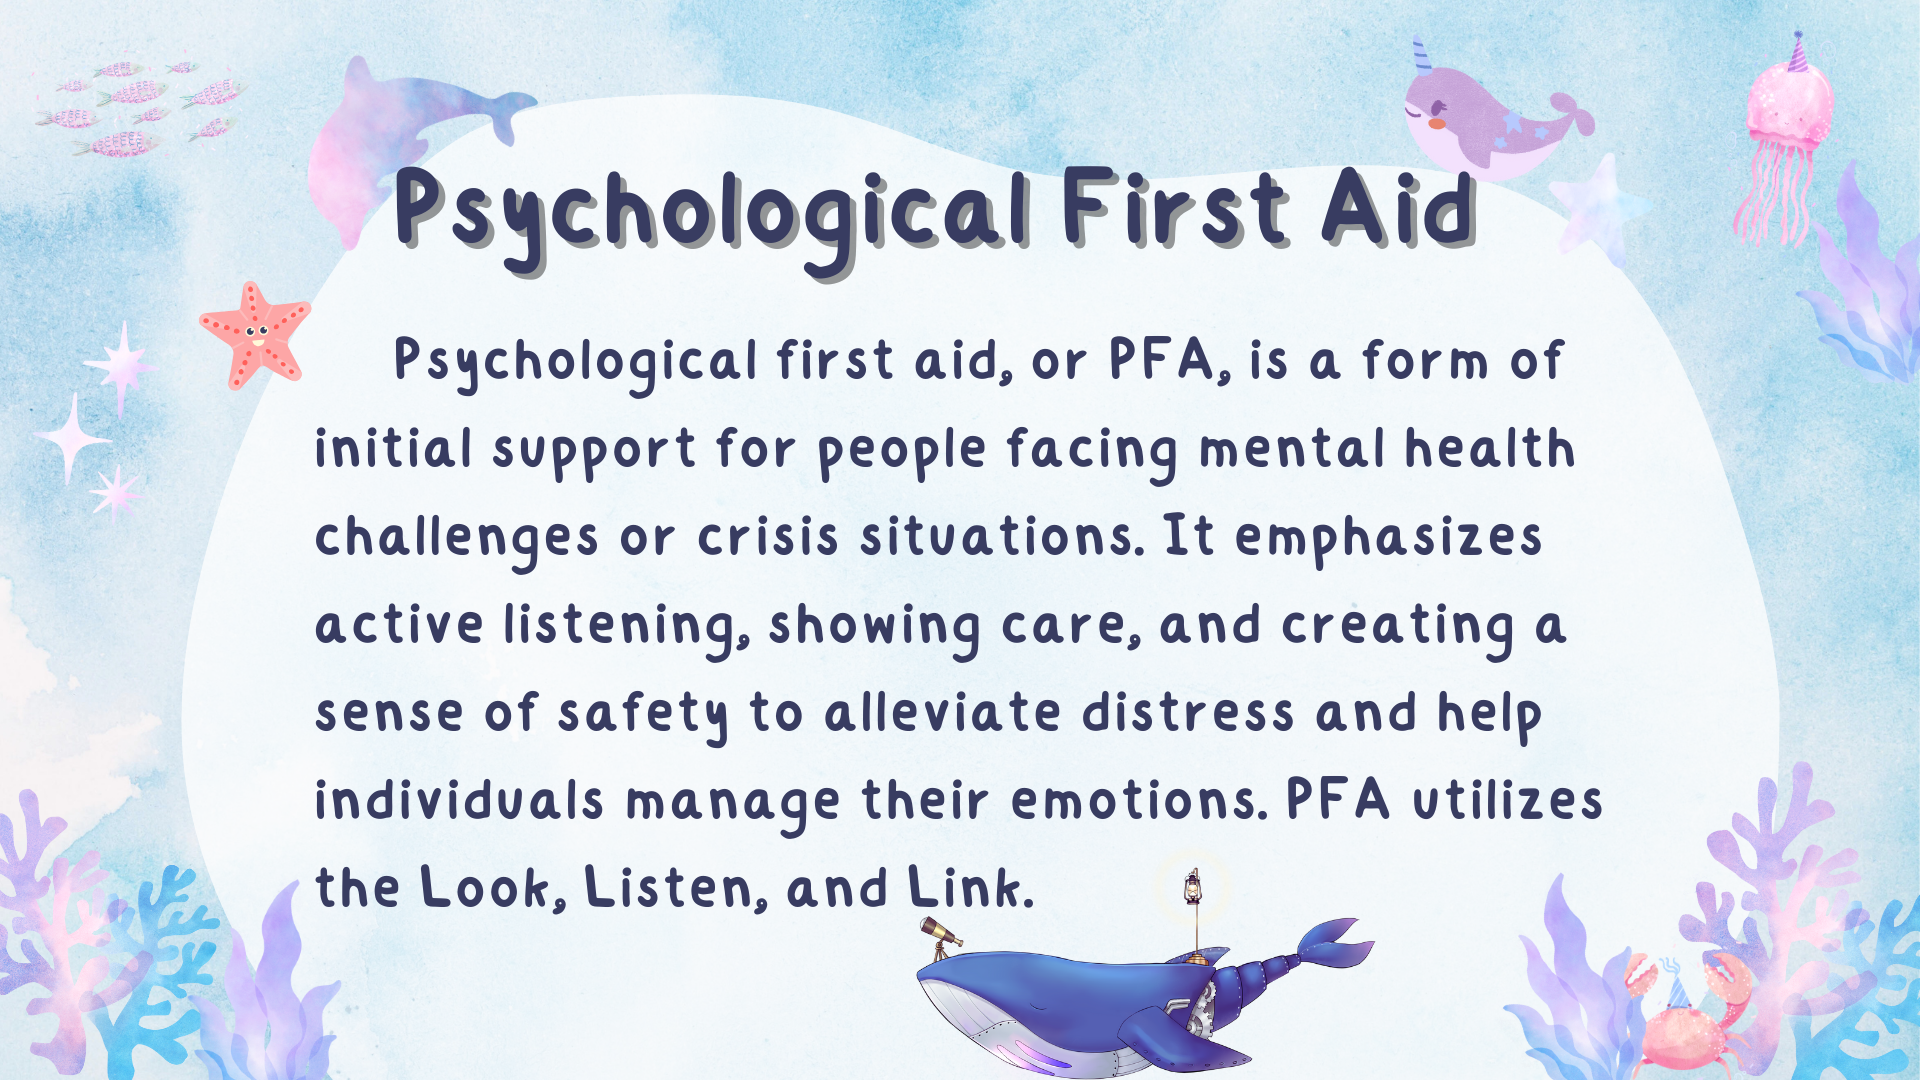 Psychological First Aid
Psychological first aid, or PFA, is a form of
initial support for people facing mental health
challenges or crisis situations. It emphasizes
active listening, showing care, and creating a
sense of safety to alleviate distress and help
individuals manage their emotions. PFA utilizes
the Look, Listen, and Link.